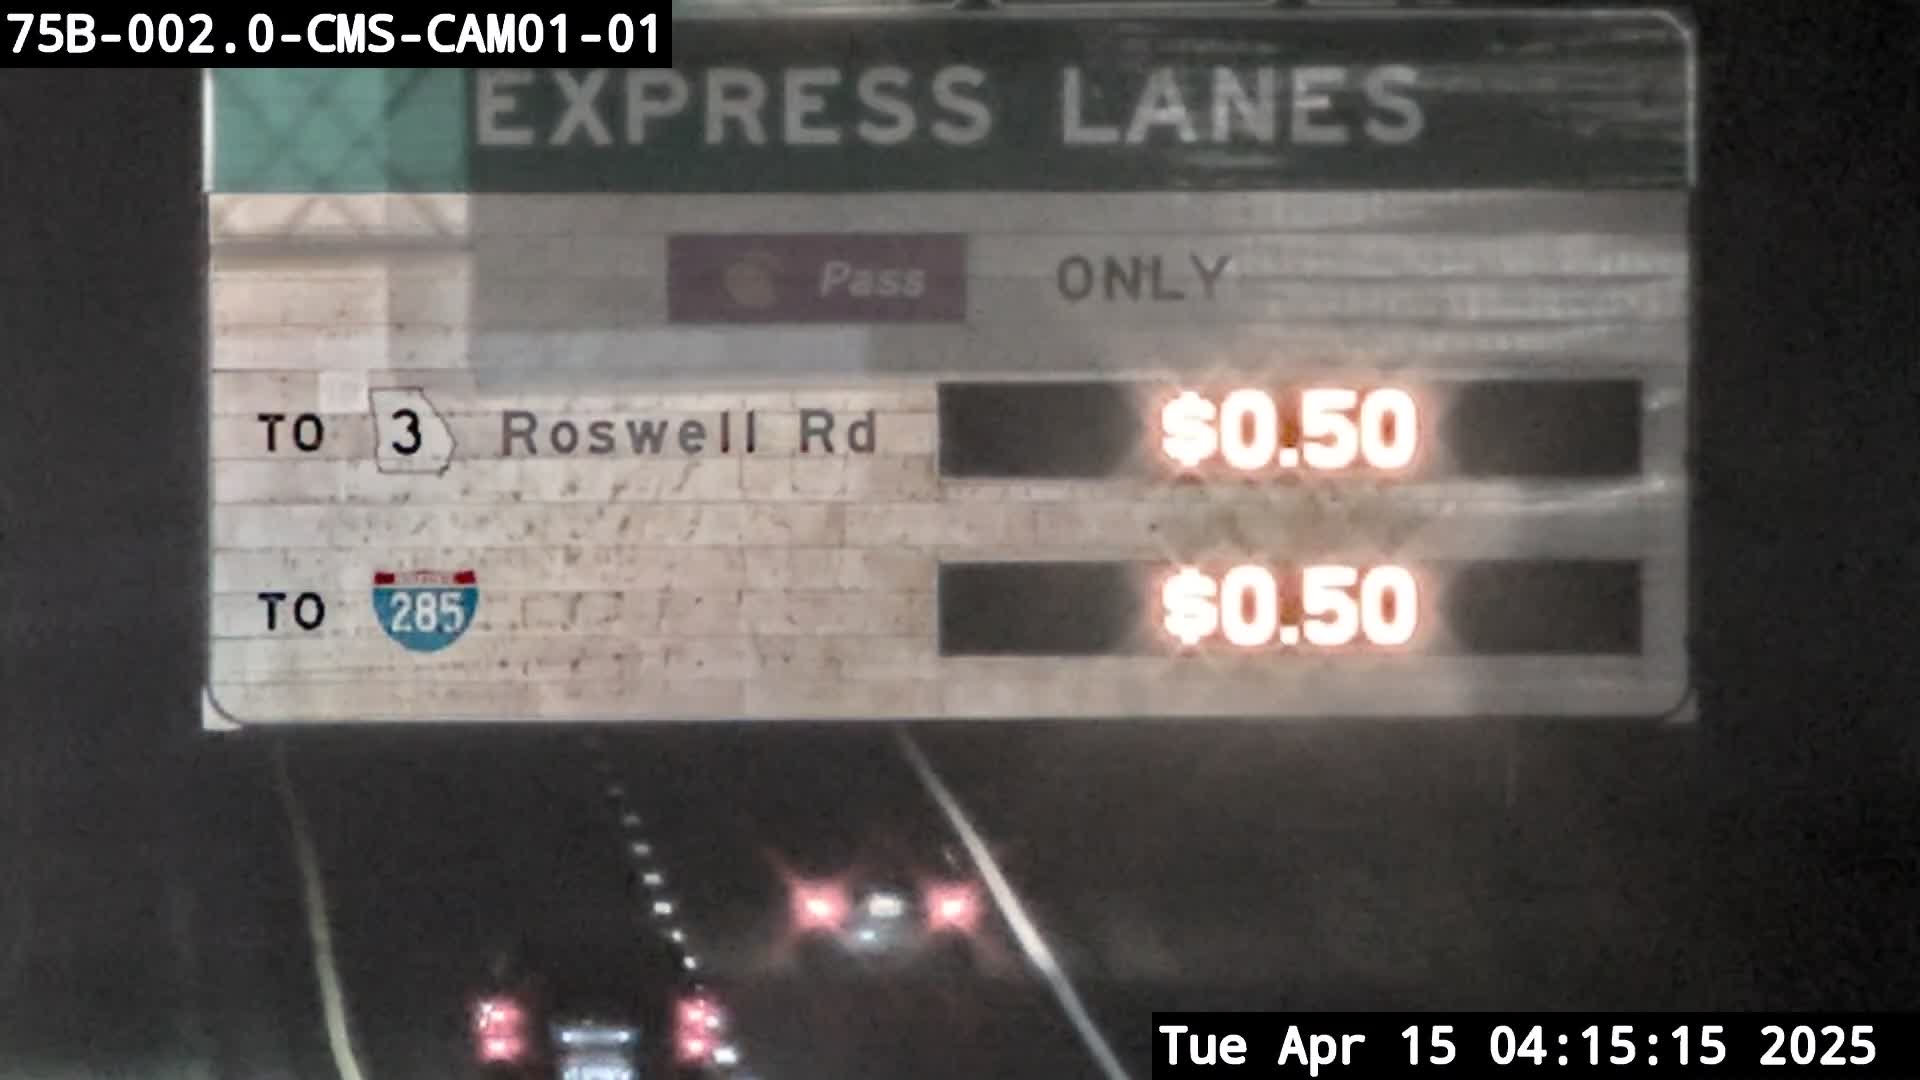 75B-002.0-CMS-CAM01-01
EXPRESS LANES
Pass ONLY
TO 3 Roswell Rd $0.50
TO 285 $0.50
Tue Apr 15 04:15:15 2025